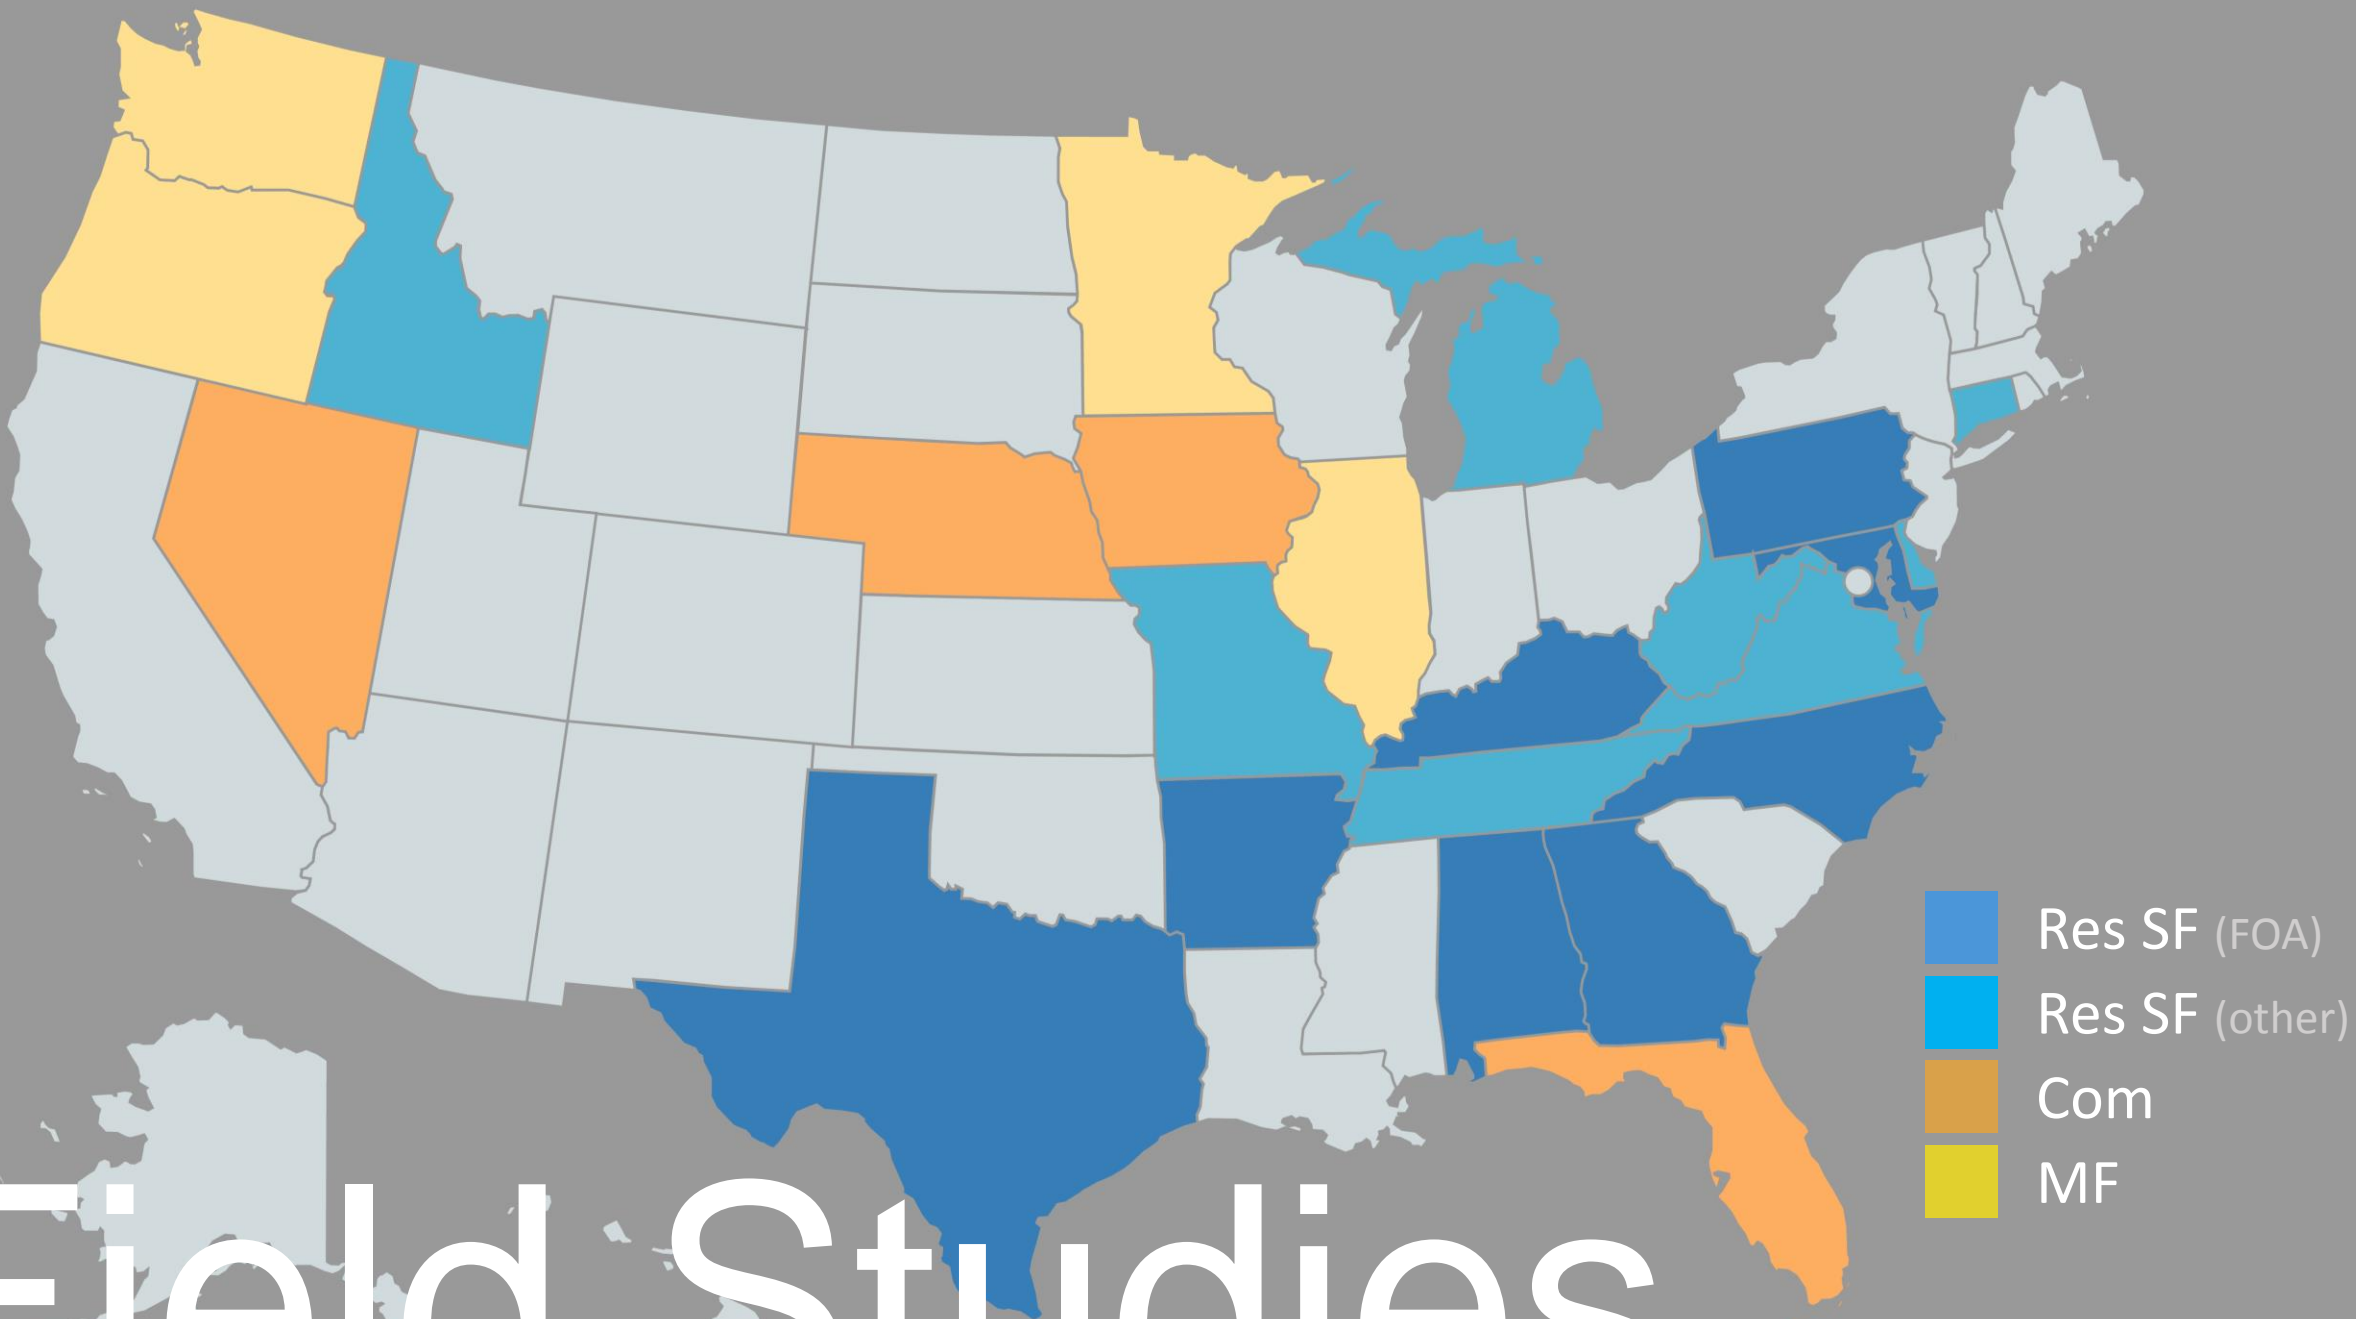 Res SF (FOA)
Res SF (other)
Com
MF
Field Studies